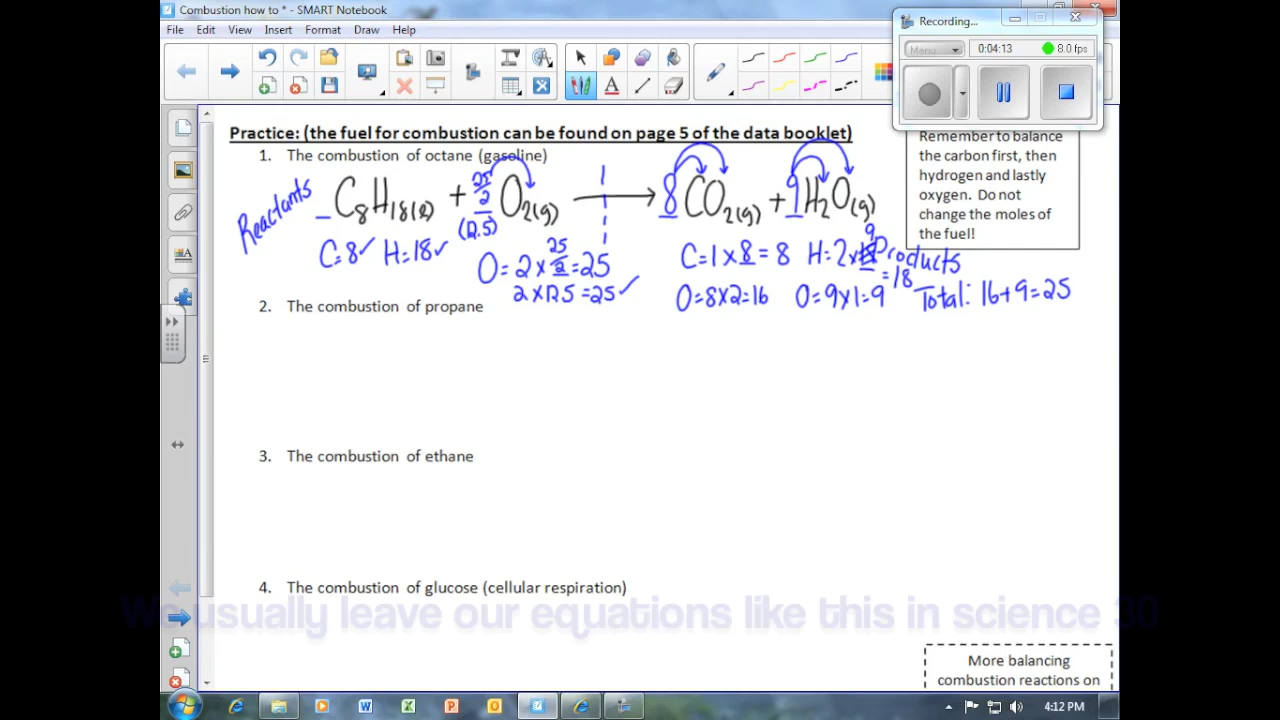 Combustion how to * - SMART Notebook
File Edit View Insert Format Draw Help
Recording...
Menu
0:04:13
8.0 fps
Practice: (the fuel for combustion can be found on page 5 of the data booklet)
1. The combustion of octane (gasoline)
Remember to balance
the carbon first, then
hydrogen and lastly
oxygen. Do not
change the moles of
the fuel!
Reactants
_C8H18(l) + 25/2 O2(g) → 8CO2(g) + 9H2O(g)
(12.5)
Products
C=8✓ H=18✓
O=2×25/2=25
2×12.5=25✓
C=1×8=8 H=2×9
=18
O=8×2=16 O=9×1=9 Total: 16+9=25
2. The combustion of propane
3. The combustion of ethane
4. The combustion of glucose (cellular respiration)
We usually leave our equations like this in science 30
More balancing
combustion reactions on
4:12 PM